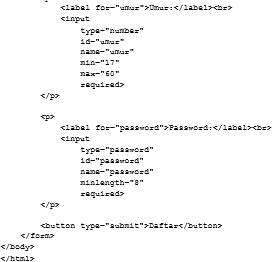 <label for="umur">Umur:</label><br>
<input
type="number"
id="umur"
name="umur"
min="17"
max="60"
required>
</p>
<p>
<label for="password">Password:</label><br>
<input
type="password"
id="password"
name="password"
minlength="8"
required>
</p>
<button type="submit">Daftar</button>
</form>
</body>
</html>